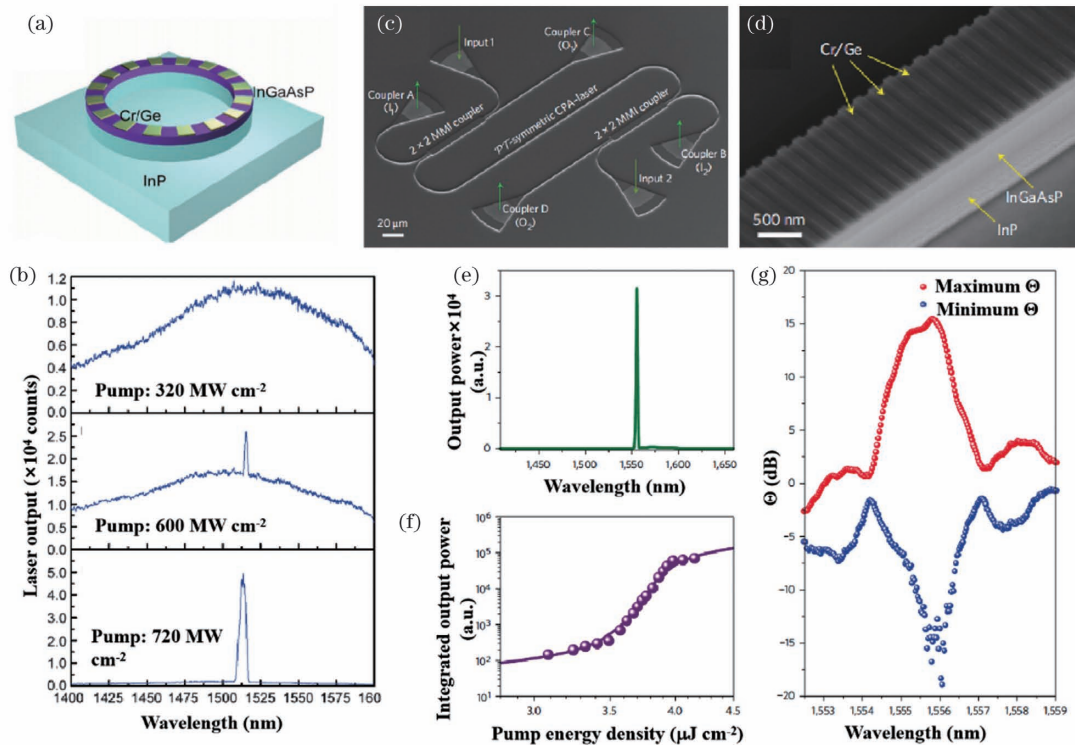 (a)
InGaAsP
Cr/Ge
InP
(c)
Input 1
Coupler C
(O₁)
Coupler A
(I₁)
2 × 2 MMI coupler
PT-symmetric CPA-laser
2 × 2 MMI coupler
Coupler B
(I₂)
Input 2
Coupler D
(O₂)
20 μm
(d)
Cr/Ge
InGaAsP
InP
500 nm
(b)
Laser output (×10⁴ counts)
1.2
1.0
0.8
0.6
0.4
0.2
0.0
Pump: 320 MW cm⁻²
2.5
2.0
1.5
1.0
0.5
0.0
Pump: 600 MW cm⁻²
5.0
4.0
3.0
2.0
1.0
0.0
Pump: 720 MW
cm⁻²
1400 1425 1450 1475 1500 1525 1550 1575 160
Wavelength (nm)
(e)
Output power×10⁴
(a.u.)
3
2
1
0
1,450 1,500 1,550 1,600 1,650
Wavelength (nm)
(f)
Integrated output power
(a.u.)
10⁶
10⁵
10⁴
10³
10²
10¹
3.0 3.5 4.0 4.5
Pump energy density (μJ cm⁻²)
(g)
Maximum Θ
Minimum Θ
Θ (dB)
20
15
10
5
0
−5
−10
−15
−20
1,553 1,554 1,555 1,556 1,557 1,558 1,559
Wavelength (nm)